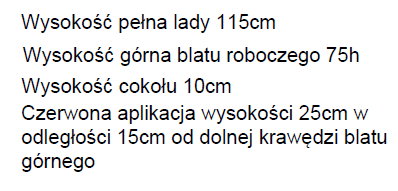 Wysokość pełna lady 115cm
Wysokość górna blatu roboczego 75h
Wysokość cokołu 10cm
Czerwona aplikacja wysokości 25cm w
odległości 15cm od dolnej krawędzi blatu
górnego